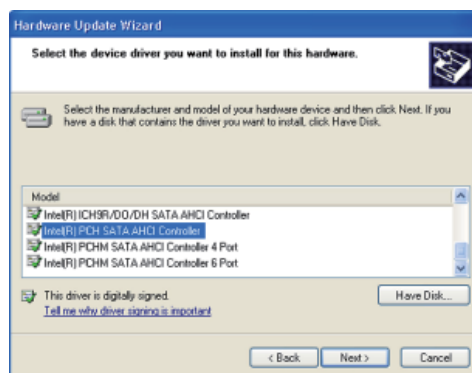 Hardware Update Wizard
Select the device driver you want to install for this hardware.
Select the manufacturer and model of your hardware device and then click Next. If you
have a disk that contains the driver you want to install, click Have Disk.
Model
Intel(R) ICH9R/DO/DH SATA AHCI Controller
Intel(R) PCH SATA AHCI Controller
Intel(R) PCHM SATA AHCI Controller 4 Port
Intel(R) PCHM SATA AHCI Controller 6 Port
This driver is digitally signed.
Tell me why driver signing is important
Have Disk...
< Back
Next >
Cancel